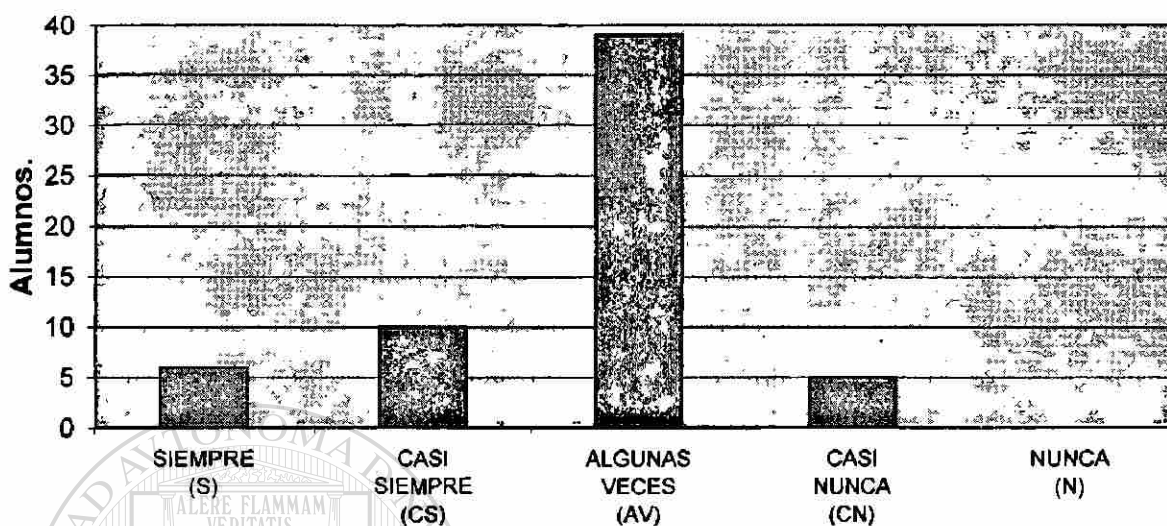 40
35
30
25
20
15
10
5
0
Alumnos.
SIEMPRE
(S)
CASI
SIEMPRE
(CS)
ALGUNAS
VECES
(AV)
CASI
NUNCA
(CN)
NUNCA
(N)
ALERE FLAMMAM
VERITATIS